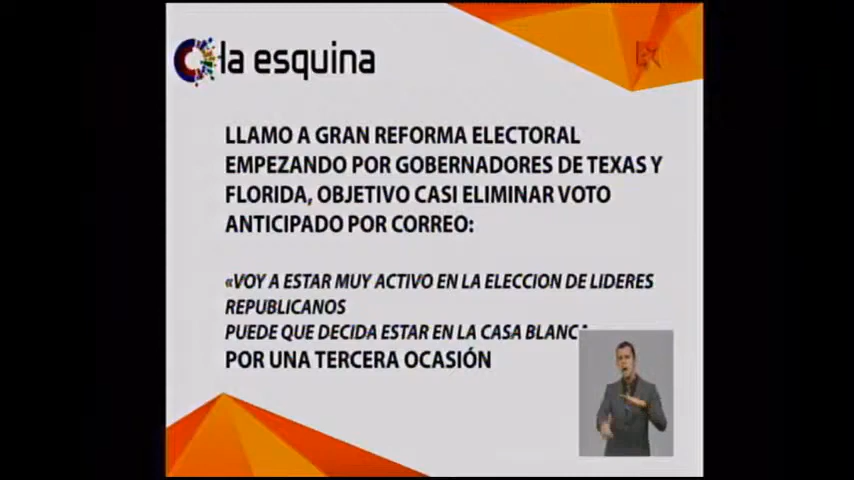 la esquina
LLAMO A GRAN REFORMA ELECTORAL
EMPEZANDO POR GOBERNADORES DE TEXAS Y
FLORIDA, OBJETIVO CASI ELIMINAR VOTO
ANTICIPADO POR CORREO:
«VOY A ESTAR MUY ACTIVO EN LA ELECCION DE LIDERES
REPUBLICANOS
PUEDE QUE DECIDA ESTAR EN LA CASA
POR UNA TERCERA OCASIÓN